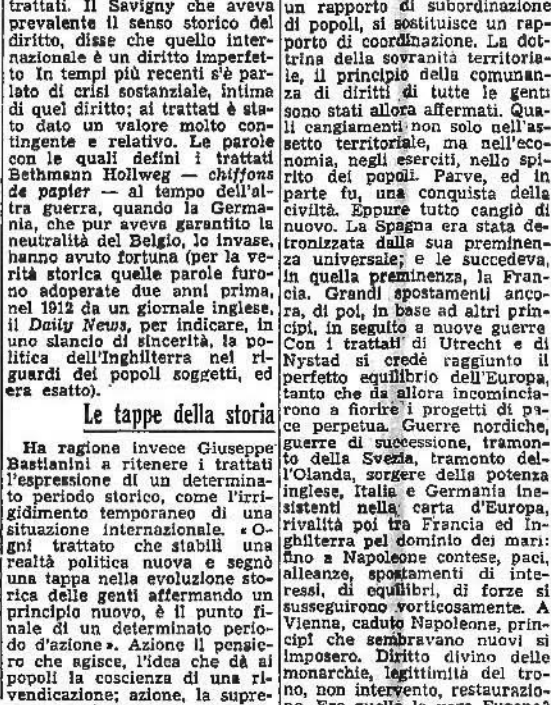 trattati. Il Savigny che aveva
prevalente il senso storico del
diritto, disse che quello inter-
nazionale è un diritto imperfet-
to In tempi più recenti s'è par-
lato di crisi sostanziale, intima
di quel diritto; ai trattati è sta-
to dato un valore molto con-
tingente e relativo. Le parole
con le quali definì i trattati
Bethmann Hollweg — chiffons
de papier — al tempo dell'al-
tra guerra, quando la Germa-
nia, che pur aveva garantito la
neutralità del Belgio, lo invase,
hanno avuto fortuna (per la ve-
rità storica quelle parole furo-
no adoperate due anni prima,
nel 1912 da un giornale inglese,
il Daily News, per indicare, in
uno slancio di sincerità, la po-
litica dell'Inghilterra nei ri-
guardi dei popoli soggetti, ed
era esatto).
Le tappe della storia
Ha ragione invece Giuseppe
Bastianini a ritenere i trattati
l'espressione di un determina-
to periodo storico, come l'irri-
gidimento temporaneo di una
situazione internazionale. « O-
gni trattato che stabilì una
realtà politica nuova e segnò
una tappa nella evoluzione sto-
rica delle genti affermando un
principio nuovo, è il punto fi-
nale di un determinato perio-
do d'azione ». Azione il pensie-
ro che agisce, l'idea che dà ai
popoli la coscienza di una ri-
vendicazione; azione, la supre-
un rapporto di subordinazione
di popoli, si sostituisce un rap-
porto di coordinazione. La dot-
trina della sovranità territoria-
le, il principio della comunan-
za di diritti di tutte le genti
sono stati allora affermati. Qua-
li cangiamenti non solo nell'as-
setto territoriale, ma nell'eco-
nomia, negli eserciti, nello spi-
rito dei popoli. Parve, ed in
parte fu, una conquista della
civiltà. Eppure tutto cangiò di
nuovo. La Spagna era stata de-
tronizzata dalla sua preminen-
za universale; e le succedeva,
in quella preminenza, la Fran-
cia. Grandi spostamenti anco-
ra, di poi, in base ad altri prin-
cipi, in seguito a nuove guerre
Con i trattati di Utrecht e di
Nystad si credè raggiunto il
perfetto equilibrio dell'Europa,
tanto che da allora incomincia-
rono a fiorire i progetti di pa-
ce perpetua. Guerre nordiche,
guerre di successione, tramon-
to della Svezia, tramonto del-
l'Olanda, sorgere della potenza
inglese, Italia e Germania ine-
sistenti nella carta d'Europa,
rivalità poi tra Francia ed In-
ghilterra pel dominio dei mari:
fino a Napoleone contese, paci,
alleanze, spostamenti di inte-
ressi, di equilibri, di forze si
susseguirono vorticosamente. A
Vienna, caduto Napoleone, prin-
cipi che sembravano nuovi si
imposero. Diritto divino delle
monarchie, legittimità del tro-
no, non intervento, restaurazio-